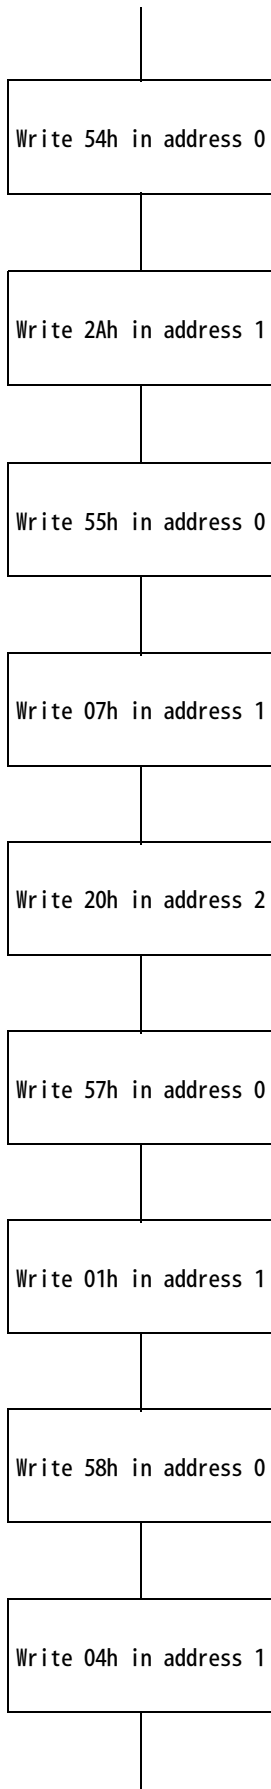 Write 54h in address 0
Write 2Ah in address 1
Write 55h in address 0
Write 07h in address 1
Write 20h in address 2
Write 57h in address 0
Write 01h in address 1
Write 58h in address 0
Write 04h in address 1